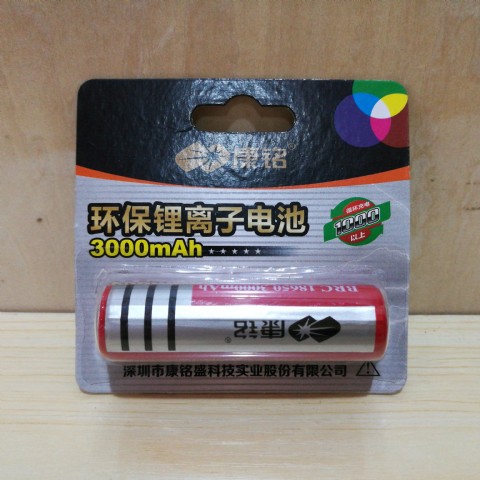 康铭
环保锂离子电池
3000mAh
循环充电
1000
以上
BRC 18650 3000mAh
康铭®
深圳市康铭盛科技实业股份有限公司